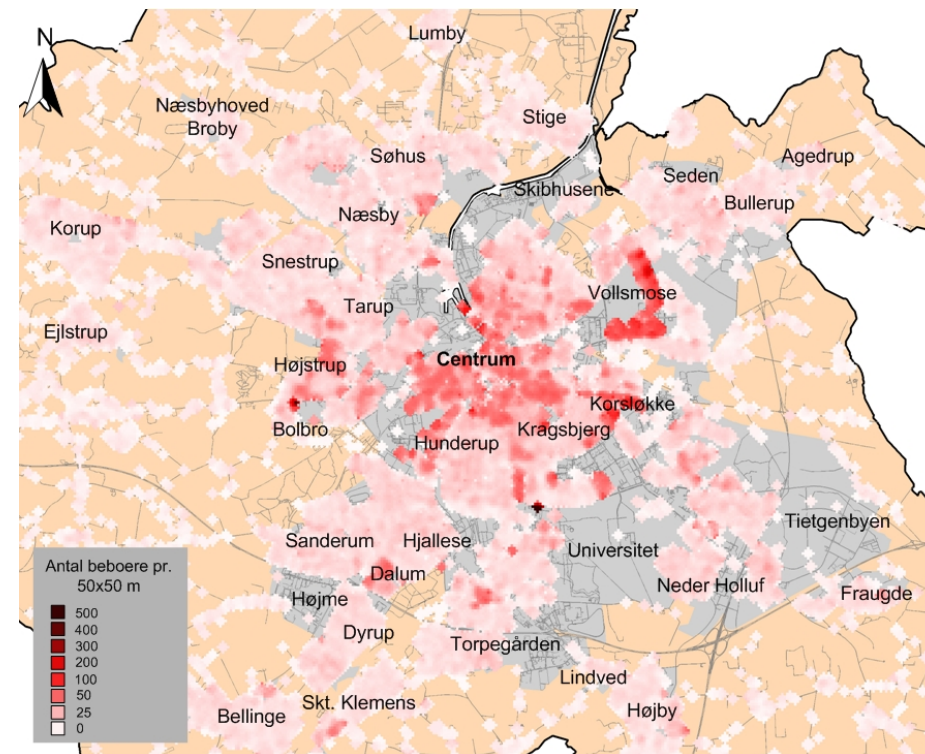 N
Lumby
Næsbyhoved
Broby
Stige
Søhus
Agedrup
Seden
Skibhusene
Bullerup
Næsby
Korup
Snestrup
Vollsmose
Tarup
Ejlstrup
Centrum
Højstrup
Korsløkke
Bolbro
Kragsbjerg
Hunderup
Tietgenbyen
Sanderum
Hjallese
Universitet
Dalum
Neder Holluf
Fraugde
Højme
Dyrup
Torpegården
Lindved
Skt. Klemens
Bellinge
Højby
Antal beboere pr.
50x50 m
500
400
300
200
100
50
25
0